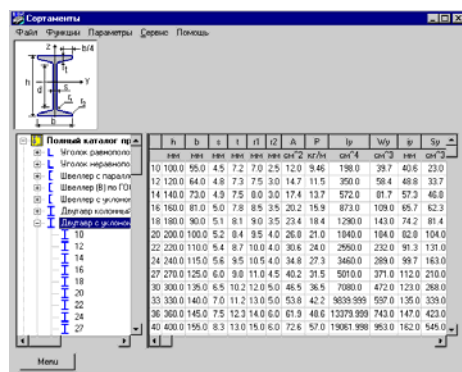 Сортаменты
Файл Функции Параметры Сервис Помощь
z b/4
h d s t Y
r1 r2
b
Полный каталог пр
Уголок равнополо
Уголок неравнопо
Швеллер с паралл
Швеллер (В) по ГО
Швеллер с уклоно
Двутавр колонный
Двутавр с уклоно
10
12
14
16
18
20
22
24
27
h b s t r1 r2 A P Iy Wy iy Sy
мм мм мм мм мм мм см^2 кг/м см^4 см^3 мм см^3
10 100.0 55.0 4.5 7.2 7.0 2.5 12.0 9.46 198.0 39.7 40.6 23.0
12 120.0 64.0 4.8 7.3 7.5 3.0 14.7 11.5 350.0 58.4 48.8 33.7
14 140.0 73.0 4.9 7.5 8.0 3.0 17.4 13.7 572.0 81.7 57.3 46.8
16 160.0 81.0 5.0 7.8 8.5 3.5 20.2 15.9 873.0 109.0 65.7 62.3
18 180.0 90.0 5.1 8.1 9.0 3.5 23.4 18.4 1290.0 143.0 74.2 81.4
20 200.0 100.0 5.2 8.4 9.5 4.0 26.8 21.0 1840.0 184.0 82.8 104.0
22 220.0 110.0 5.4 8.7 10.0 4.0 30.6 24.0 2550.0 232.0 91.3 131.0
24 240.0 115.0 5.6 9.5 10.5 4.0 34.8 27.3 3460.0 289.0 99.7 163.0
27 270.0 125.0 6.0 9.8 11.0 4.5 40.2 31.5 5010.0 371.0 112.0 210.0
30 300.0 135.0 6.5 10.2 12.0 5.0 46.5 36.5 7080.0 472.0 123.0 268.0
33 330.0 140.0 7.0 11.2 13.0 5.0 53.8 42.2 9839.999 597.0 135.0 339.0
36 360.0 145.0 7.5 12.3 14.0 6.0 61.9 48.6 13379.999 743.0 147.0 423.0
40 400.0 155.0 8.3 13.0 15.0 6.0 72.6 57.0 19061.998 953.0 162.0 545.0
Menu